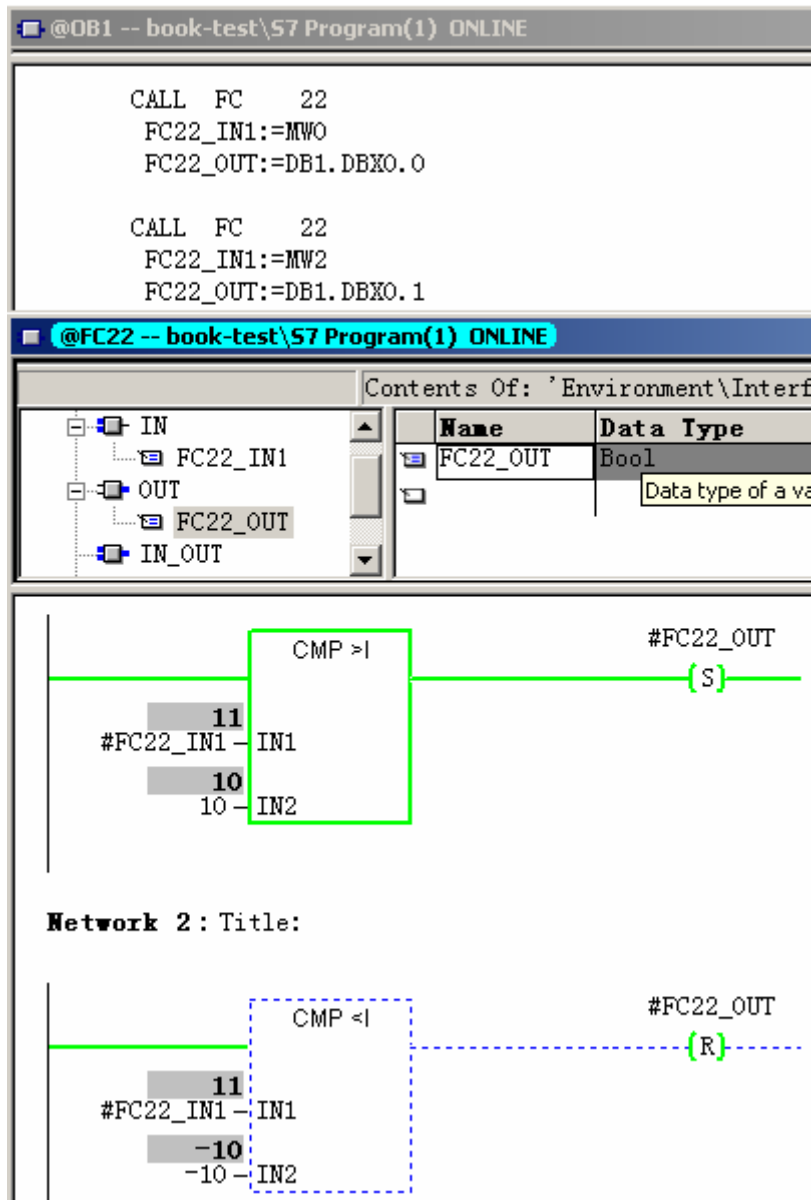 @OB1 -- book-test\S7 Program(1) ONLINE
CALL FC 22
FC22_IN1:=MW0
FC22_OUT:=DB1.DBX0.0
CALL FC 22
FC22_IN1:=MW2
FC22_OUT:=DB1.DBX0.1
@FC22 -- book-test\S7 Program(1) ONLINE
Contents Of: 'Environment\Interf
IN
FC22_IN1
OUT
FC22_OUT
IN_OUT
Name Data Type
FC22_OUT Bool
Data type of a va
CMP >I
#FC22_OUT
S
11
#FC22_IN1 IN1
10
10 IN2
Network 2: Title:
CMP <I
#FC22_OUT
R
11
#FC22_IN1 IN1
-10
-10 IN2